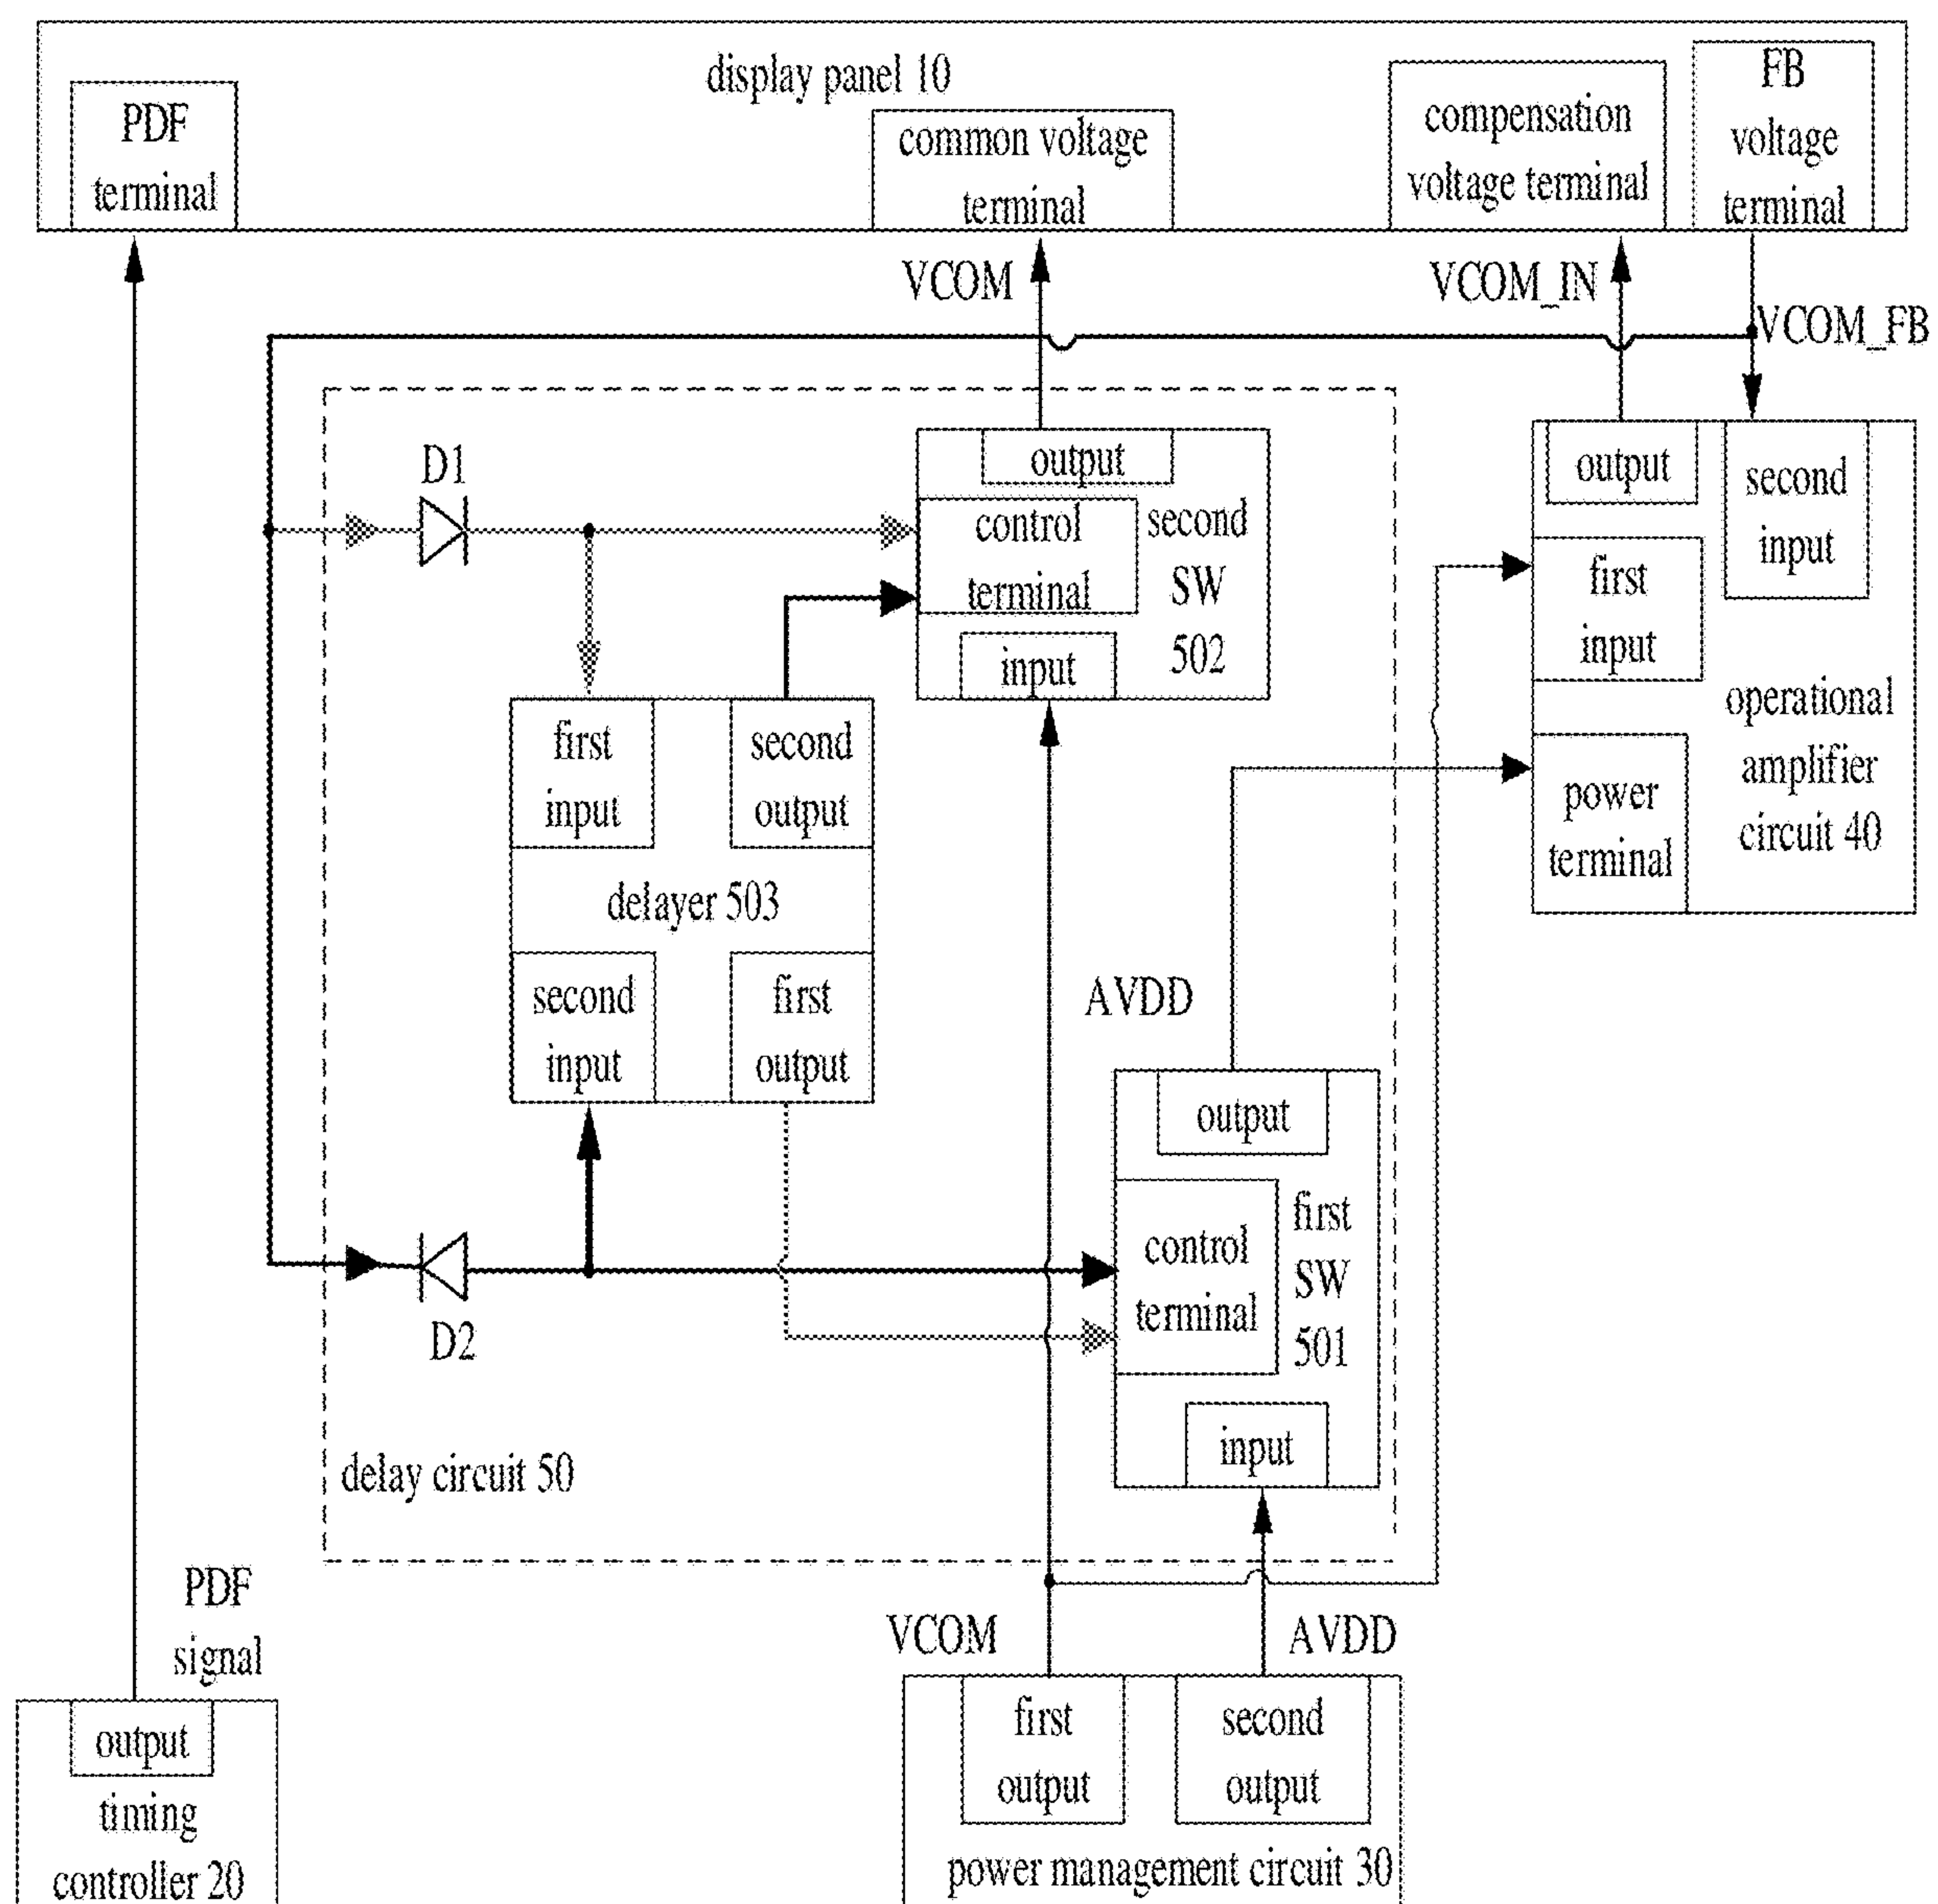 display panel 10
PDF
terminal
common voltage
terminal
compensation
voltage terminal
FB
voltage
terminal
VCOM
VCOM_IN
VCOM_FB
D1
output
control
terminal
second
SW
502
input
output
second
input
first
input
operational
amplifier
circuit 40
power
terminal
first
input
second
output
delayer 503
second
input
first
output
AVDD
output
control
terminal
first
SW
501
input
D2
delay circuit 50
PDF
signal
VCOM
AVDD
output
timing
controller 20
first
output
second
output
power management circuit 30